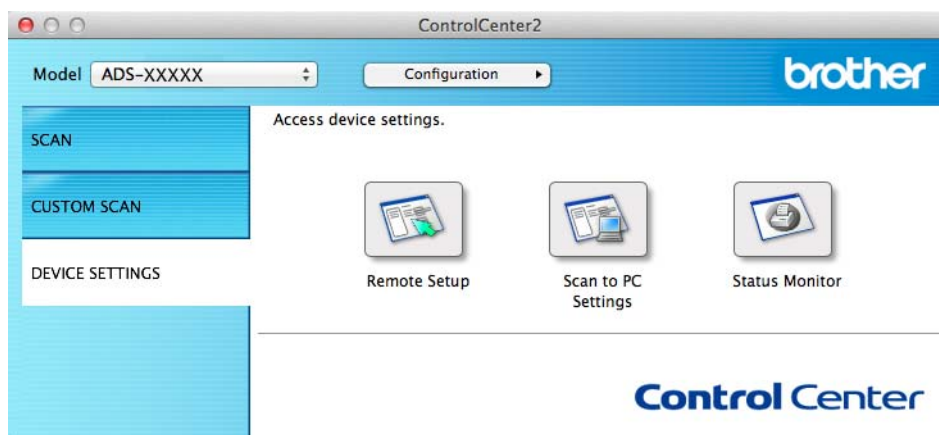 ControlCenter2
Model ADS-XXXXX Configuration brother
SCAN
CUSTOM SCAN
DEVICE SETTINGS
Access device settings.
Remote Setup
Scan to PC
Settings
Status Monitor
Control Center